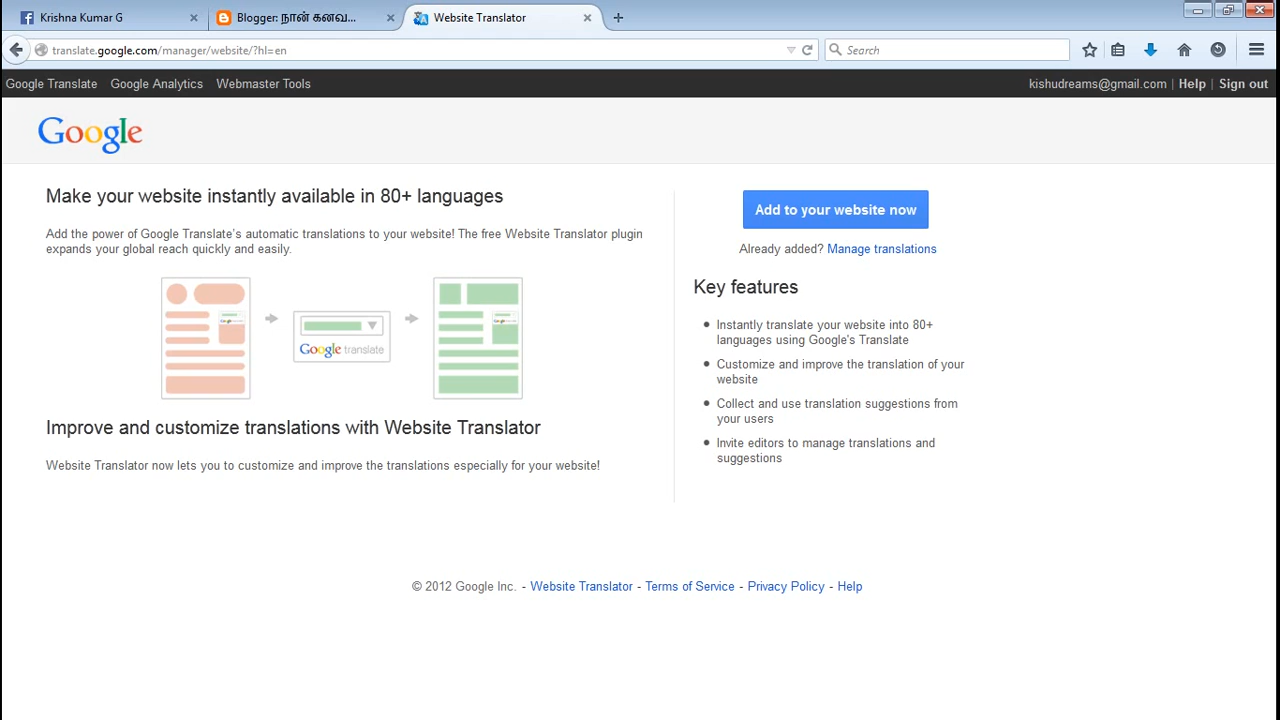 Krishna Kumar G
Blogger: நான் கனவ...
Website Translator
translate.google.com/manager/website/?hl=en
Search
Google Translate
Google Analytics
Webmaster Tools
kishudreams@gmail.com | Help | Sign out
Google
Make your website instantly available in 80+ languages
Add the power of Google Translate's automatic translations to your website! The free Website Translator plugin
expands your global reach quickly and easily.
Google translate
Improve and customize translations with Website Translator
Website Translator now lets you to customize and improve the translations especially for your website!
Add to your website now
Already added? Manage translations
Key features
Instantly translate your website into 80+
languages using Google's Translate
Customize and improve the translation of your
website
Collect and use translation suggestions from
your users
Invite editors to manage translations and
suggestions
© 2012 Google Inc. - Website Translator - Terms of Service - Privacy Policy - Help